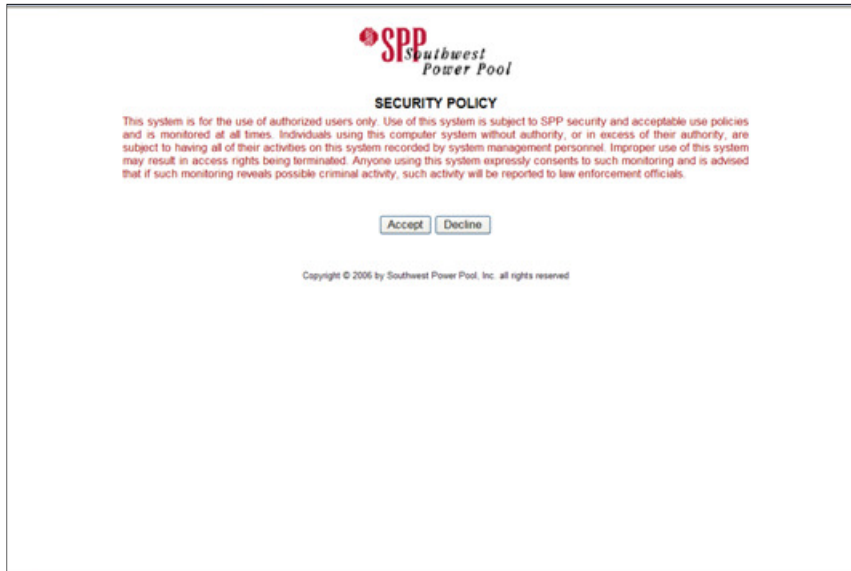 SPP
Southwest
Power Pool
SECURITY POLICY
This system is for the use of authorized users only. Use of this system is subject to SPP security and acceptable use policies
and is monitored at all times. Individuals using this computer system without authority, or in excess of their authority, are
subject to having all of their activities on this system recorded by system management personnel. Improper use of this system
may result in access rights being terminated. Anyone using this system expressly consents to such monitoring and is advised
that if such monitoring reveals possible criminal activity, such activity will be reported to law enforcement officials.
Accept Decline
Copyright © 2006 by Southwest Power Pool, Inc. all rights reserved